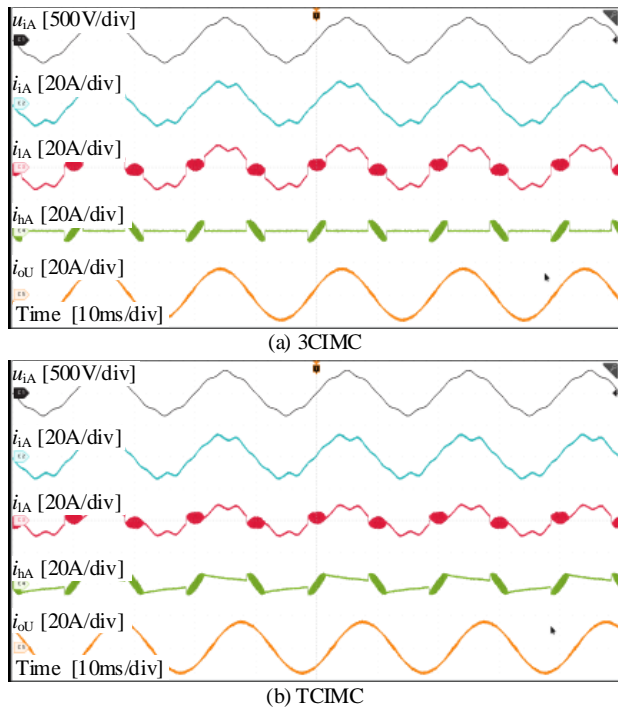 uiA [500V/div]
iiA [20A/div]
ilA [20A/div]
ihA [20A/div]
ioU [20A/div]
Time [10ms/div]
(a) 3CIMC
uiA [500V/div]
iiA [20A/div]
ilA [20A/div]
ihA [20A/div]
ioU [20A/div]
Time [10ms/div]
(b) TCIMC